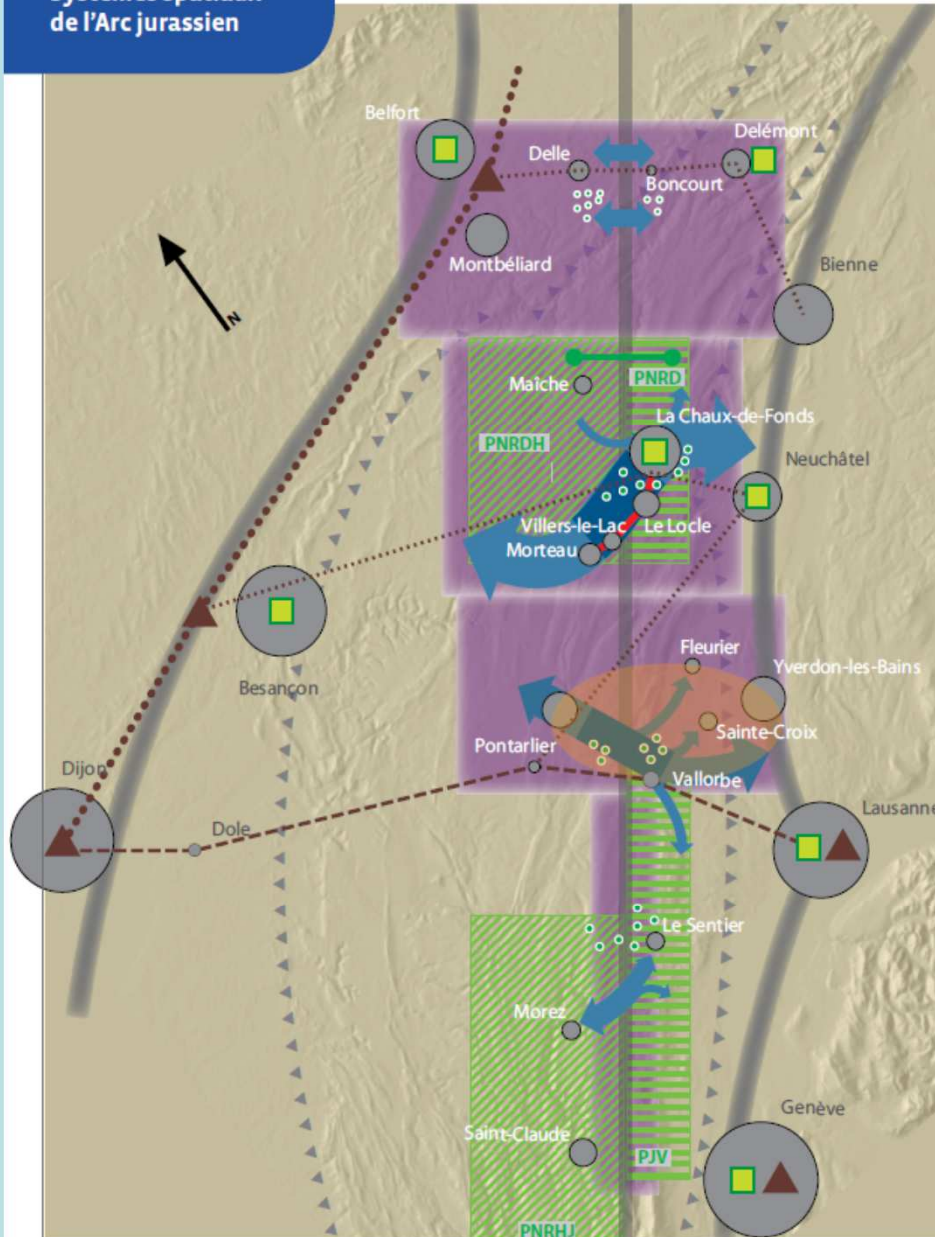 de l'Arc jurassien
Belfort
Delémont
Delle
Boncourt
Montbéliard
Bienne
N
Maîche
PNRD
La Chaux-de-Fonds
PNRDH
Neuchâtel
Villers-le-Lac
Le Locle
Morteau
Fleurier
Yverdon-les-Bains
Besançon
Sainte-Croix
Pontarlier
Vallorbe
Dijon
Dole
Lausanne
Le Sentier
Morez
Genève
Saint-Claude
PJV
PNRHJ